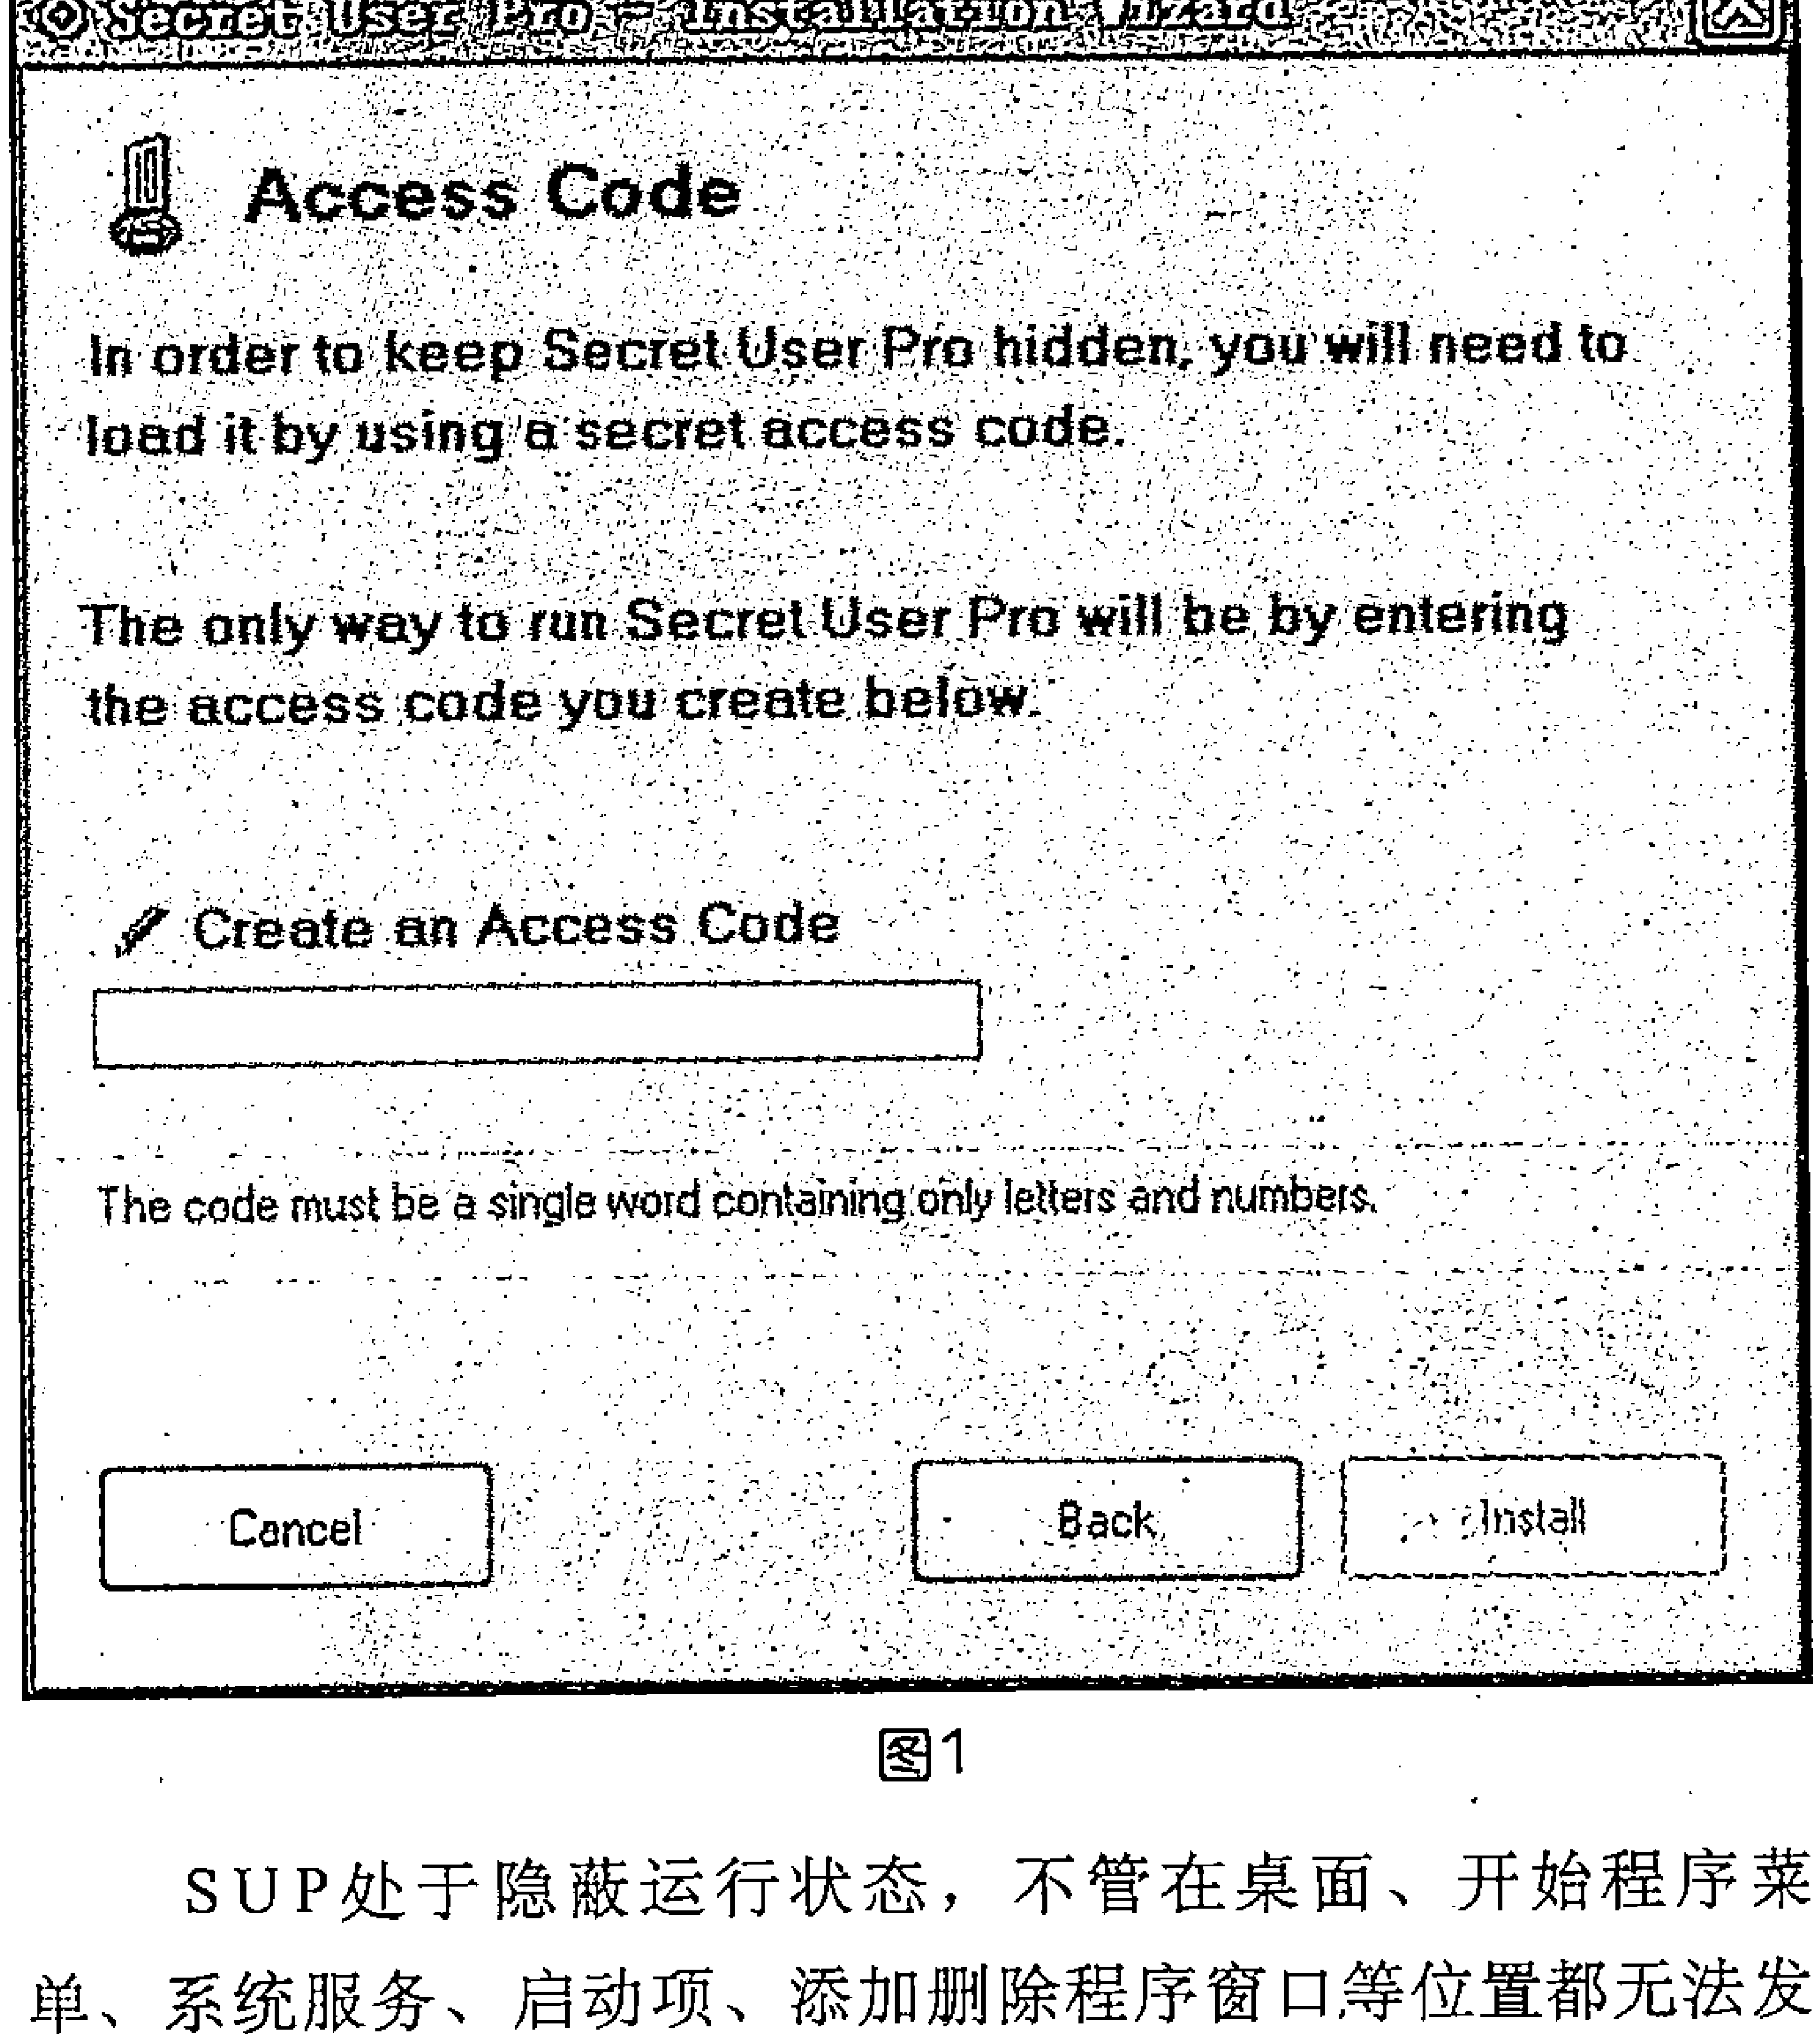 Secret User Pro - Installation Wizard
Access Code
In order to keep Secret User Pro hidden, you will need to
load it by using a secret access code.
The only way to run Secret User Pro will be by entering
the access code you create below.
Create an Access Code
The code must be a single word containing only letters and numbers.
Cancel Back Install
图1
SUP处于隐蔽运行状态，不管在桌面、开始程序菜
单、系统服务、启动项、添加删除程序窗口等位置都无法发